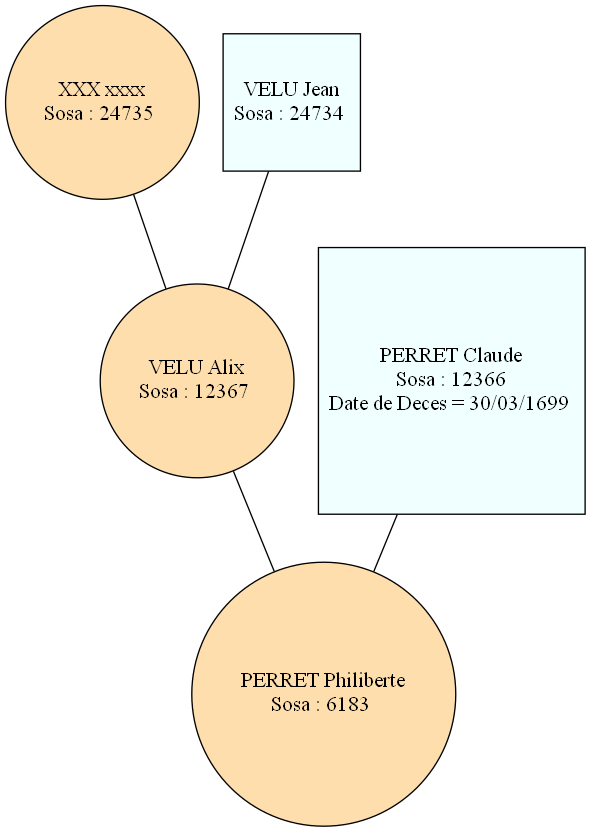 XXX xxxx
Sosa : 24735
VELU Jean
Sosa : 24734
PERRET Claude
Sosa : 12366
Date de Deces = 30/03/1699
VELU Alix
Sosa : 12367
PERRET Philiberte
Sosa : 6183